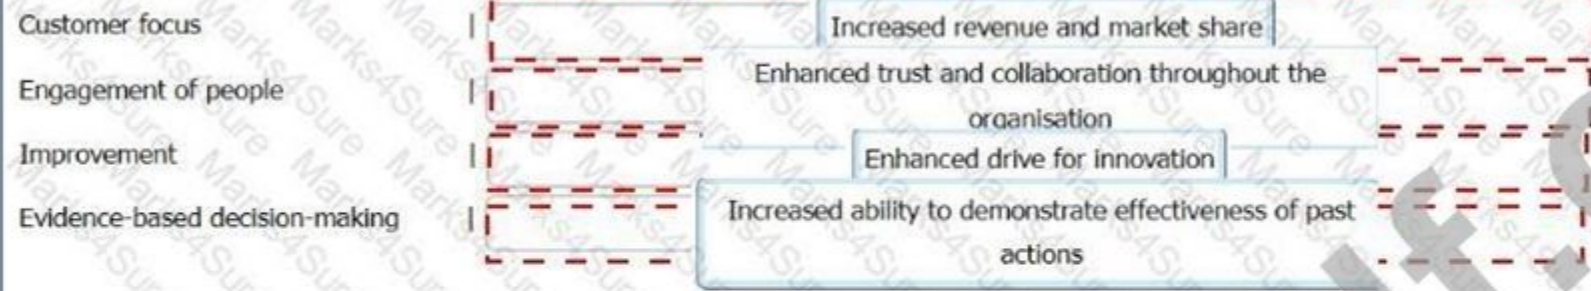 Customer focus
Increased revenue and market share
Engagement of people
Enhanced trust and collaboration throughout the
organisation
Improvement
Enhanced drive for innovation
Evidence-based decision-making
Increased ability to demonstrate effectiveness of past
actions